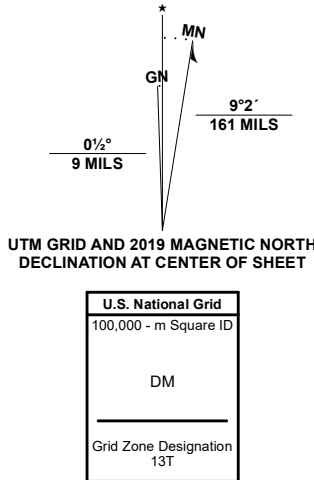 ★
MN
GN
9°2´
161 MILS
0½°
9 MILS
UTM GRID AND 2019 MAGNETIC NORTH
DECLINATION AT CENTER OF SHEET
U.S. National Grid
100,000 - m Square ID
DM
Grid Zone Designation
13T